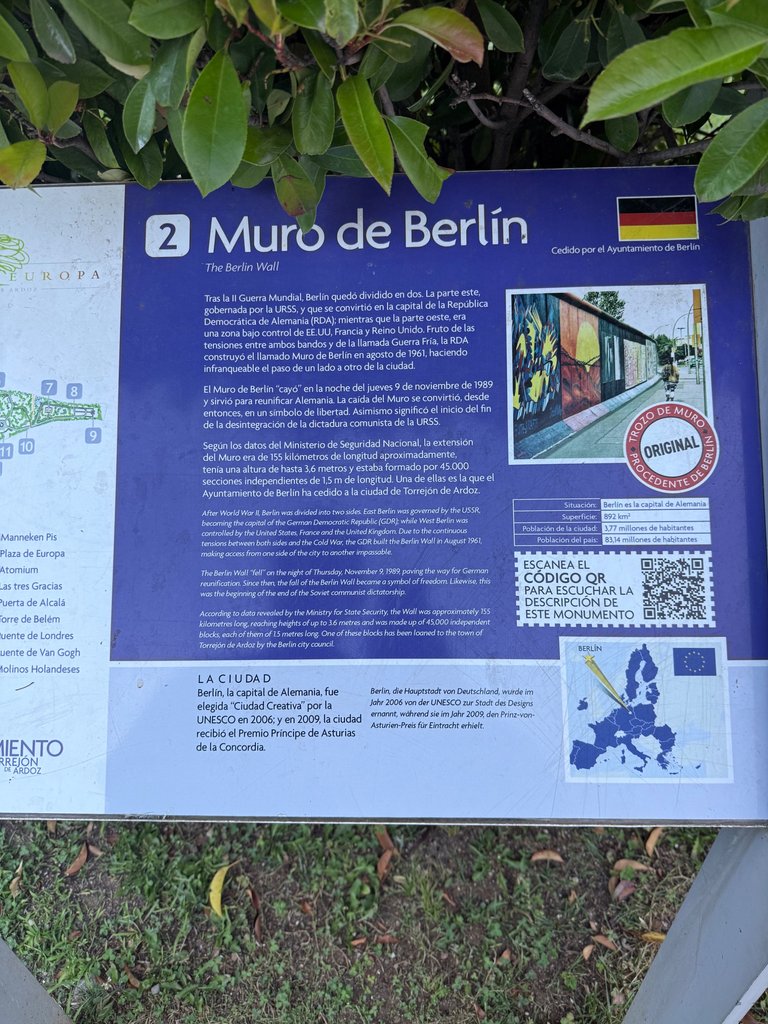 EUROPA
7
8
9
10
11
Manneken Pis
Plaza de Europa
Atomium
Las tres Gracias
Puerta de Alcalá
Torre de Belém
Puente de Londres
Puente de Van Gogh
Molinos Holandeses
DE ARDOZ
2
Muro de Berlín
The Berlin Wall
Cedido por el Ayuntamiento de Berlín
Tras la II Guerra Mundial, Berlín quedó dividido en dos. La parte este,
gobernada por la URSS, y que se convirtió en la capital de la República
Democrática de Alemania (RDA); mientras que la parte oeste, era
una zona bajo control de EE.UU, Francia y Reino Unido. Fruto de las
tensiones entre ambos bandos y de la llamada Guerra Fría, la RDA
construyó el llamado Muro de Berlín en agosto de 1961, haciendo
infranqueable el paso de un lado a otro de la ciudad.
El Muro de Berlín "cayó" en la noche del jueves 9 de noviembre de 1989
y sirvió para reunificar Alemania. La caída del Muro se convirtió, desde
entonces, en un símbolo de libertad. Asimismo significó el inicio del fin
de la desintegración de la dictadura comunista de la URSS.
Según los datos del Ministerio de Seguridad Nacional, la extensión
del Muro era de 155 kilómetros de longitud aproximadamente,
tenía una altura de hasta 3,6 metros y estaba formado por 45.000
secciones independientes de 1,5 m de longitud. Una de ellas es la que el
Ayuntamiento de Berlín ha cedido a la ciudad de Torrejón de Ardoz.
After World War II, Berlin was divided into two sides. East Berlin was governed by the USSR,
becoming the capital of the German Democratic Republic (GDR); while West Berlin was
controlled by the United States, France and the United Kingdom. Due to the continuous
tensions between both sides and the Cold War, the GDR built the Berlin Wall in August 1961,
making access from one side of the city to another impassable.
The Berlin Wall "fell" on the night of Thursday, November 9, 1989, paving the way for German
reunification. Since then, the fall of the Berlin Wall became a symbol of freedom. Likewise, this
was the beginning of the end of the Soviet communist dictatorship.
According to data revealed by the Ministry for State Security, the Wall was approximately 155
kilometres long, reaching heights of up to 3.6 metres and was made up of 45,000 independent
blocks, each of them of 1.5 metres long. One of these blocks has been loaned to the town of
Torrejón de Ardoz by the Berlin city council.
TROZO DE MURO
ORIGINAL
PROCEDENTE DE BERLÍN
Situación: Berlín es la capital de Alemania
Superficie: 892 km²
Población de la ciudad: 3,77 millones de habitantes
Población del país: 83,14 millones de habitantes
ESCANEA EL
CÓDIGO QR
PARA ESCUCHAR LA
DESCRIPCIÓN DE
ESTE MONUMENTO
BERLÍN
LA CIUDAD
Berlín, la capital de Alemania, fue
elegida "Ciudad Creativa" por la
UNESCO en 2006; y en 2009, la ciudad
recibió el Premio Príncipe de Asturias
de la Concordia.
Berlin, die Hauptstadt von Deutschland, wurde im
Jahr 2006 von der UNESCO zur Stadt des Designs
ernannt, während sie im Jahr 2009, den Prinz-von-
Asturien-Preis für Eintracht erhielt.